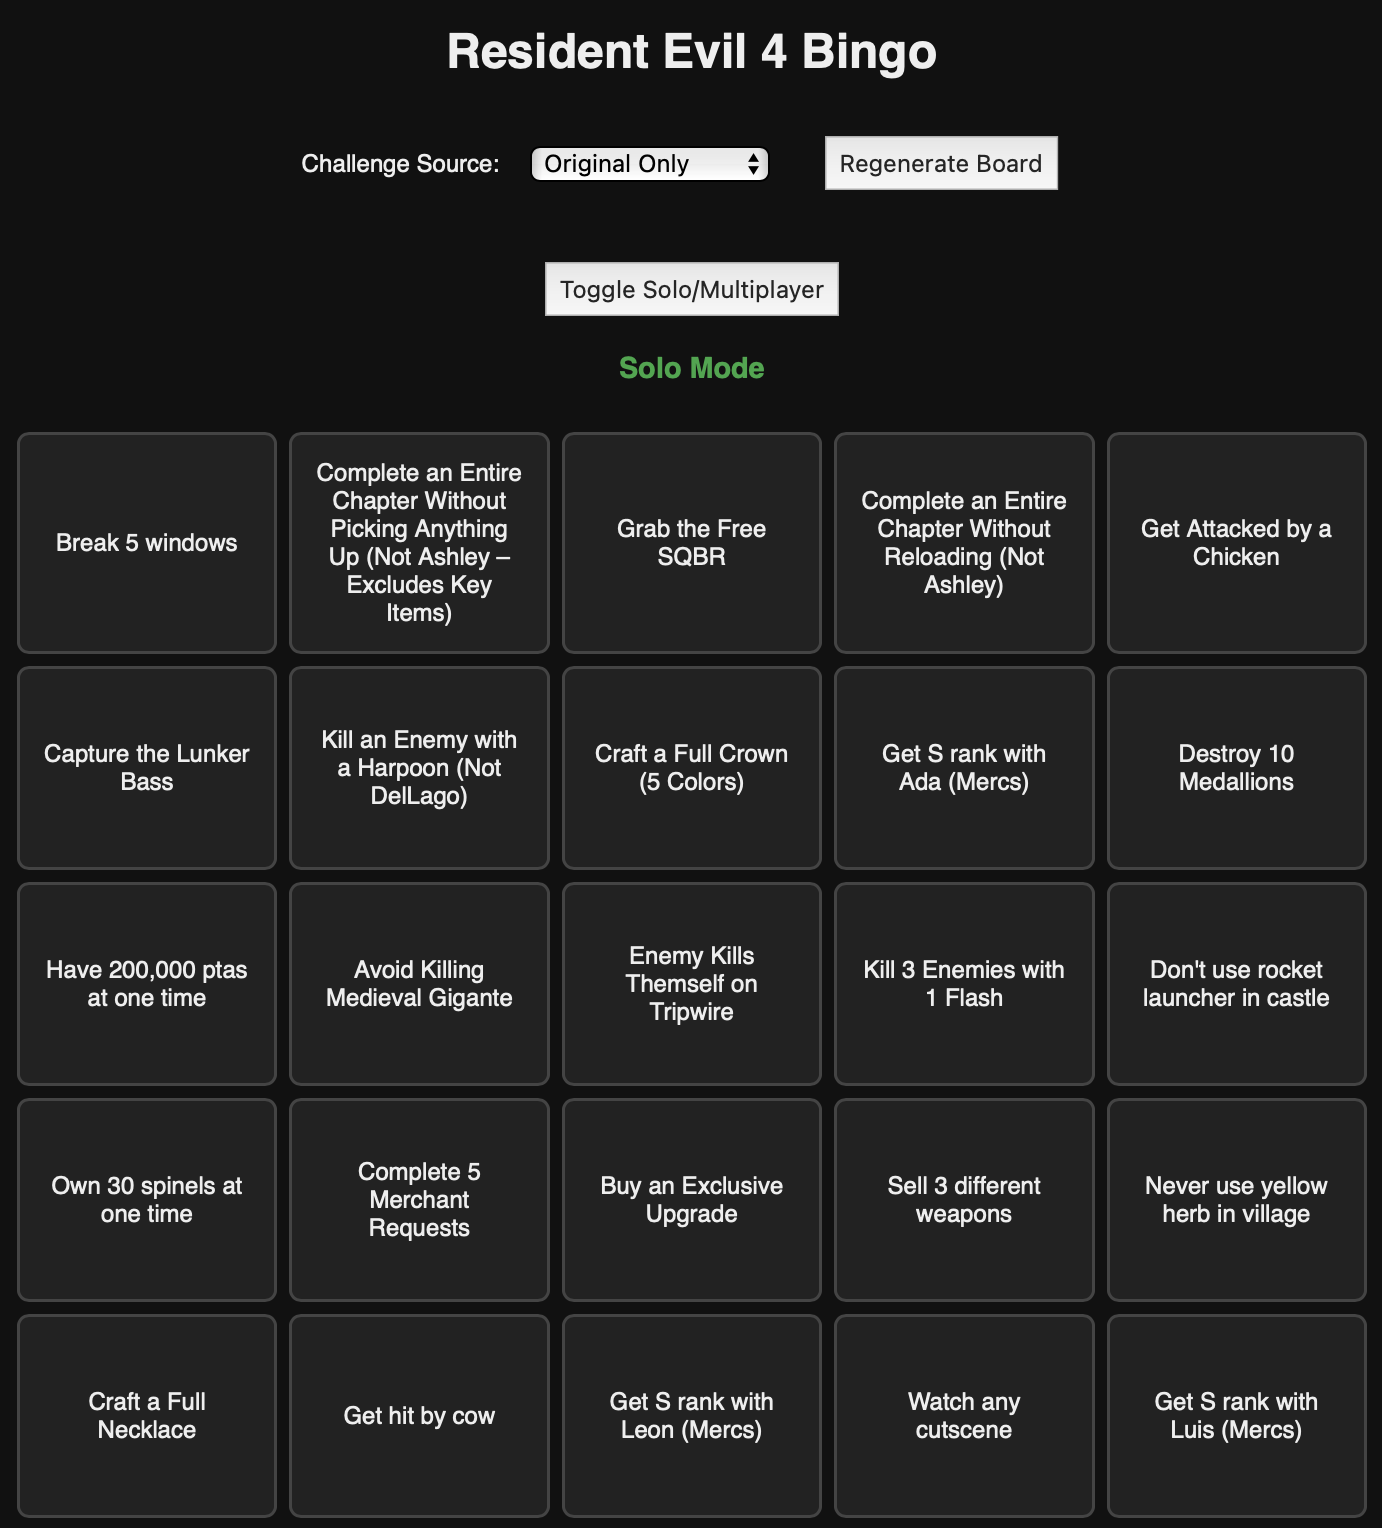 Resident Evil 4 Bingo
Challenge Source:
Original Only
Regenerate Board
Toggle Solo/Multiplayer
Solo Mode
Break 5 windows
Complete an Entire
Chapter Without
Picking Anything
Up (Not Ashley –
Excludes Key
Items)
Grab the Free
SQBR
Complete an Entire
Chapter Without
Reloading (Not
Ashley)
Get Attacked by a
Chicken
Capture the Lunker
Bass
Kill an Enemy with
a Harpoon (Not
DelLago)
Craft a Full Crown
(5 Colors)
Get S rank with
Ada (Mercs)
Destroy 10
Medallions
Have 200,000 ptas
at one time
Avoid Killing
Medieval Gigante
Enemy Kills
Themself on
Tripwire
Kill 3 Enemies with
1 Flash
Don't use rocket
launcher in castle
Own 30 spinels at
one time
Complete 5
Merchant
Requests
Buy an Exclusive
Upgrade
Sell 3 different
weapons
Never use yellow
herb in village
Craft a Full
Necklace
Get hit by cow
Get S rank with
Leon (Mercs)
Watch any
cutscene
Get S rank with
Luis (Mercs)